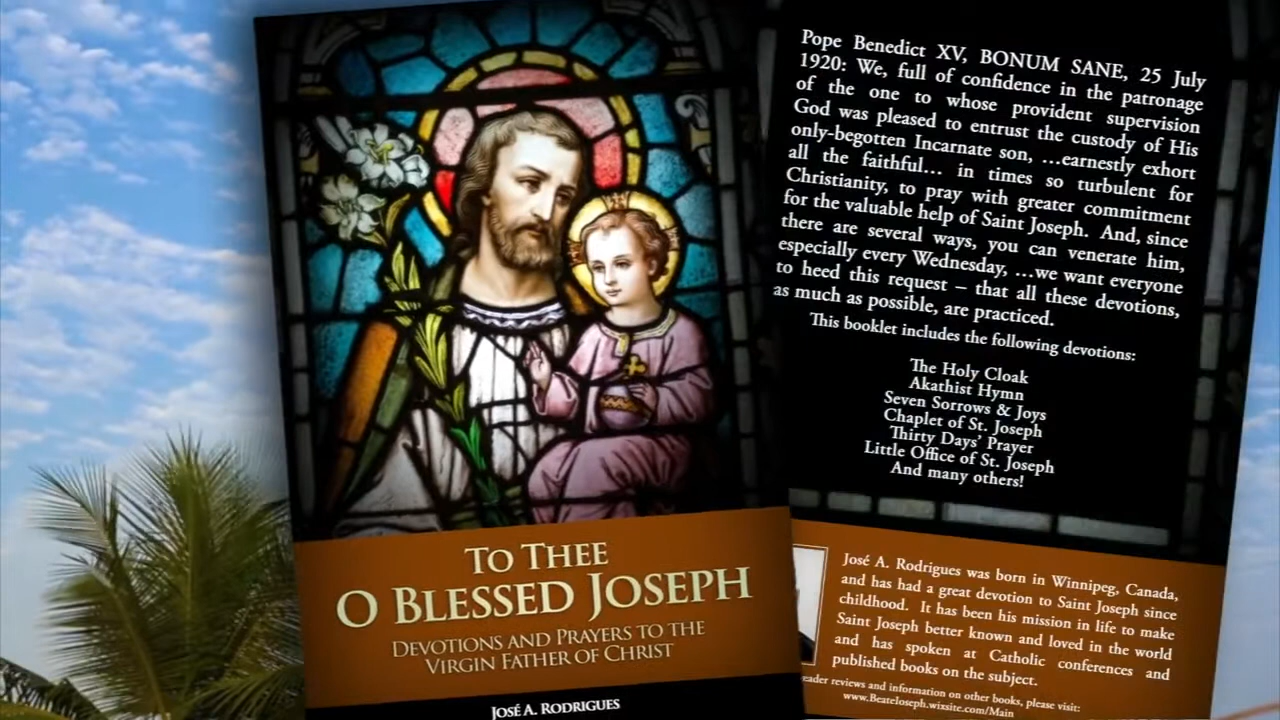 TO THEE
O BLESSED JOSEPH
DEVOTIONS AND PRAYERS TO THE
VIRGIN FATHER OF CHRIST
JOSÉ A. RODRIGUES
Pope Benedict XV, BONUM SANE, 25 July
1920: We, full of confidence in the patronage
of the one to whose provident supervision
God was pleased to entrust the custody of His
only-begotten Incarnate son, …earnestly exhort
all the faithful… in times so turbulent for
Christianity, to pray with greater commitment
for the valuable help of Saint Joseph. And, since
there are several ways, you can venerate him,
especially every Wednesday, …we want everyone
to heed this request – that all these devotions,
as much as possible, are practiced.
This booklet includes the following devotions:
The Holy Cloak
Akathist Hymn
Seven Sorrows & Joys
Chaplet of St. Joseph
Thirty Days' Prayer
Little Office of St. Joseph
And many others!
José A. Rodrigues was born in Winnipeg, Canada,
and has had a great devotion to Saint Joseph since
childhood. It has been his mission in life to make
Saint Joseph better known and loved in the world
and has spoken at Catholic conferences and
published books on the subject.
reviews and information on other books, please visit:
www.BeateJoseph.wixsite.com/Main